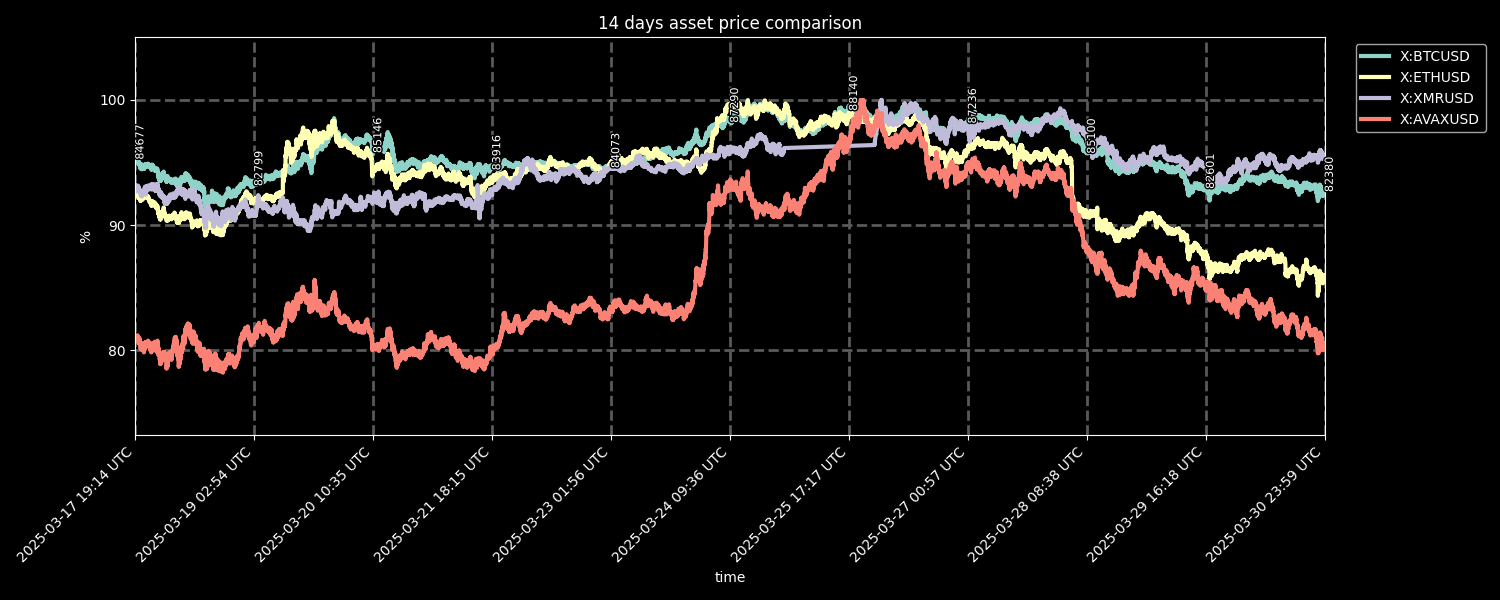 14 days asset price comparison
X:BTCUSD
X:ETHUSD
X:XMRUSD
X:AVAXUSD
%
100
90
80
84677
82799
85146
83916
84073
87290
88140
87236
85100
82601
82380
2025-03-17 19:14 UTC
2025-03-19 02:54 UTC
2025-03-20 10:35 UTC
2025-03-21 18:15 UTC
2025-03-23 01:56 UTC
2025-03-24 09:36 UTC
2025-03-25 17:17 UTC
2025-03-27 00:57 UTC
2025-03-28 08:38 UTC
2025-03-29 16:18 UTC
2025-03-30 23:59 UTC
time